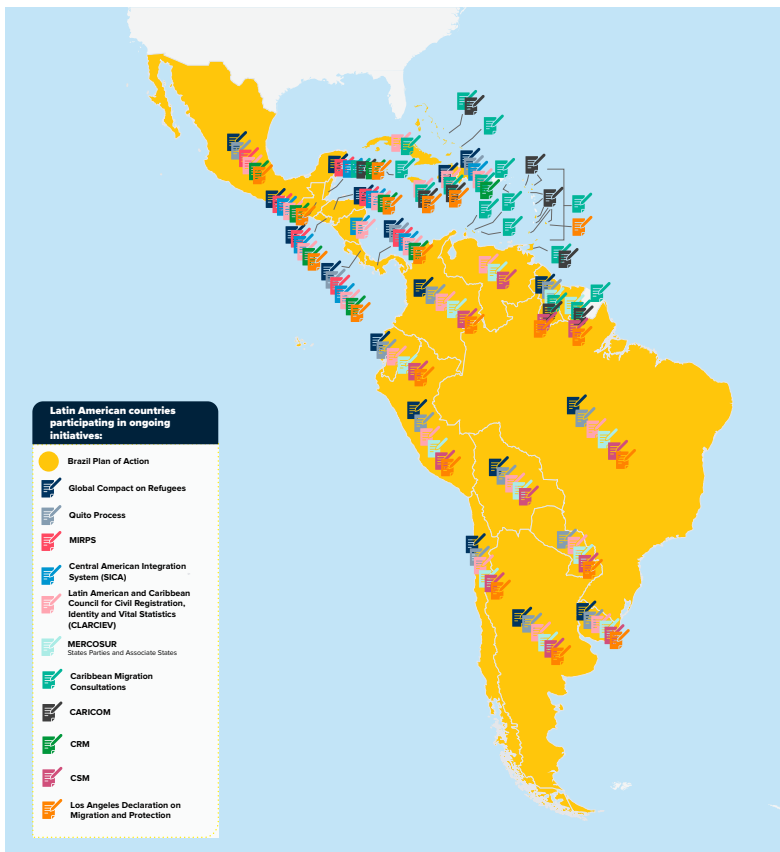 Latin American countries
participating in ongoing
initiatives:
Brazil Plan of Action
Global Compact on Refugees
Quito Process
MIRPS
Central American Integration
System (SICA)
Latin American and Caribbean
Council for Civil Registration,
Identity and Vital Statistics
(CLARCIEV)
MERCOSUR
States Parties and Associate States
Caribbean Migration
Consultations
CARICOM
CRM
CSM
Los Angeles Declaration on
Migration and Protection